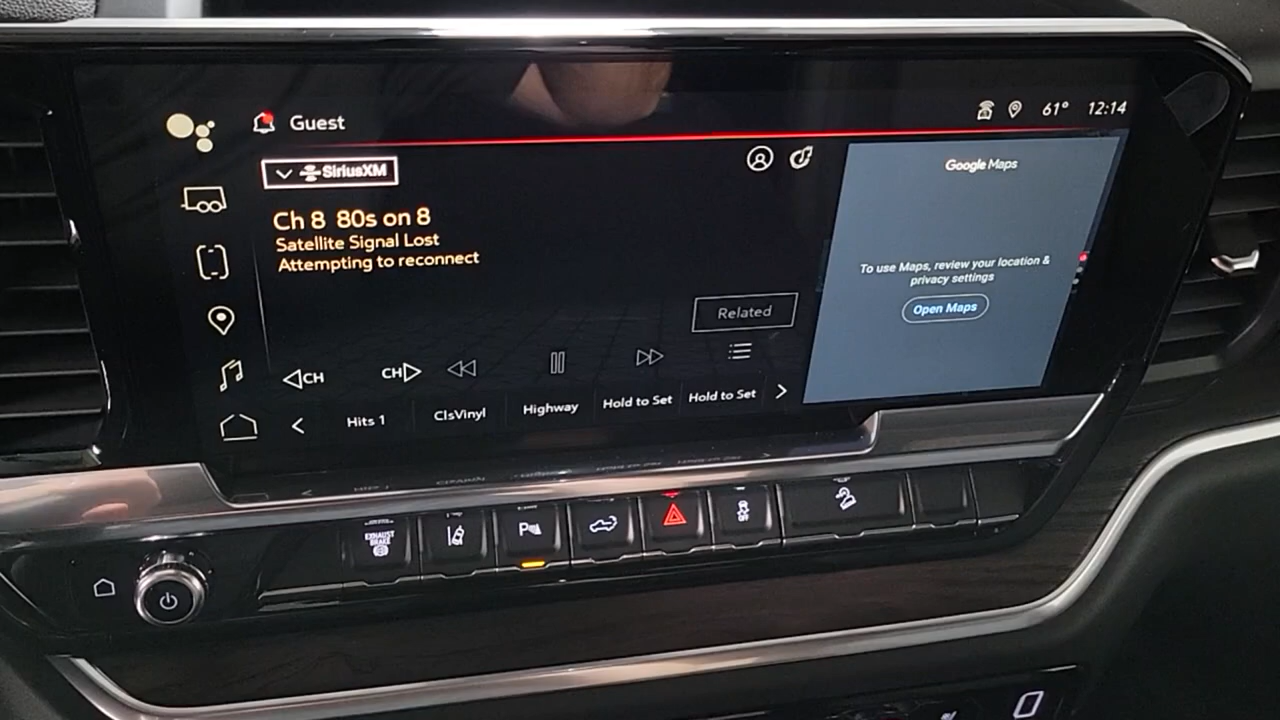 Guest
61° 12:14
SiriusXM
Google Maps
Ch 8 80s on 8
Satellite Signal Lost
Attempting to reconnect
To use Maps, review your location &
privacy settings
Open Maps
Related
CH
CH
Hits 1
ClsVinyl
Highway
Hold to Set
Hold to Set
EXHAUST
BRAKE
P
OFF